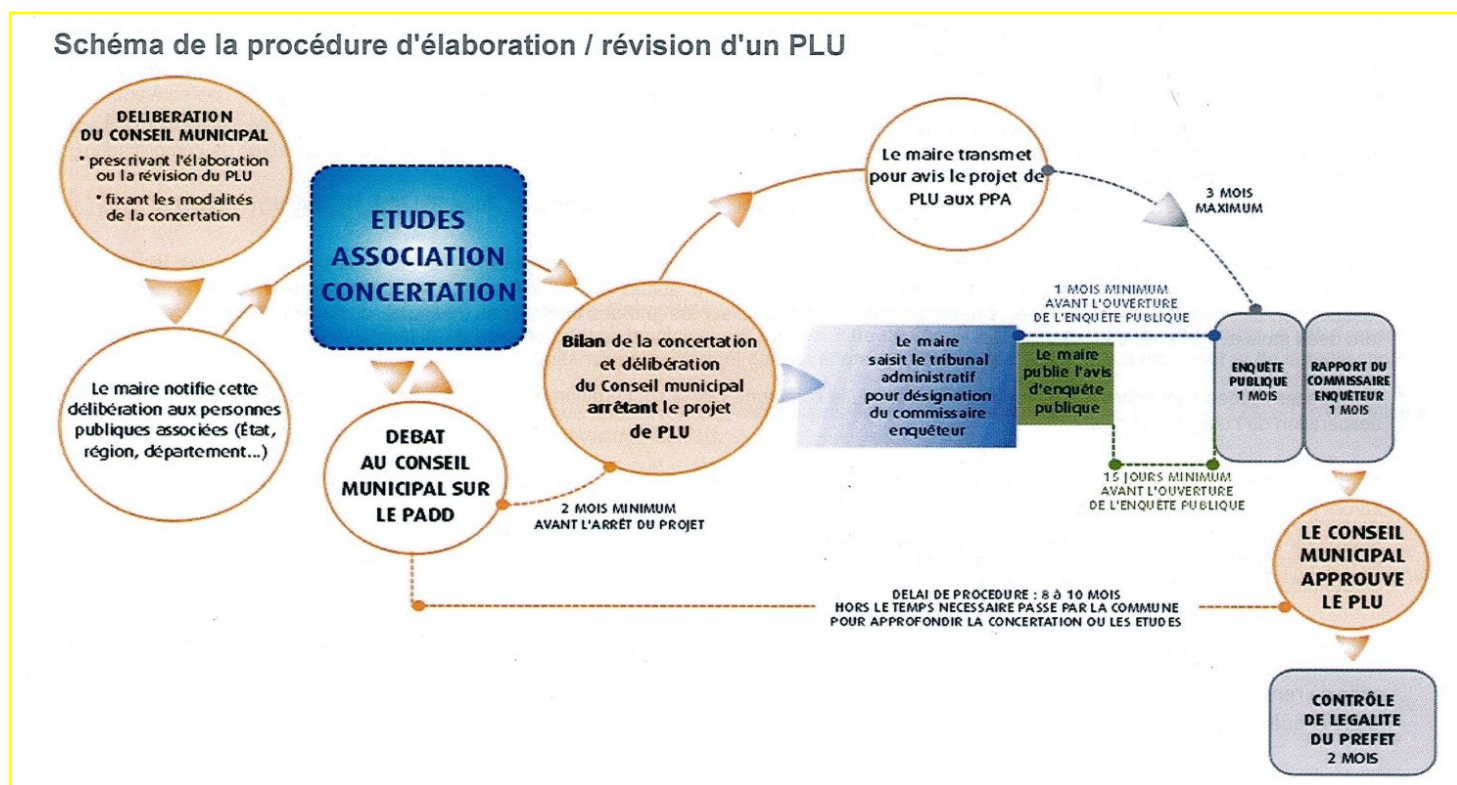 Schéma de la procédure d'élaboration / révision d'un PLU
DELIBERATION
DU CONSEIL MUNICIPAL
* prescrivant l'élaboration
ou la révision du PLU
* fixant les modalités
de la concertation
Le maire notifie cette
délibération aux personnes
publiques associées (État,
région, département...)
ETUDES
ASSOCIATION
CONCERTATION
DEBAT
AU CONSEIL
MUNICIPAL SUR
LE PADD
2 MOIS MINIMUM
AVANT L'ARRÊT DU PROJET
Bilan de la concertation
et délibération
du Conseil municipal
arrêtant le projet
de PLU
Le maire transmet
pour avis le projet de
PLU aux PPA
3 MOIS
MAXIMUM
Le maire
saisit le tribunal
administratif
pour désignation
du commissaire
enquêteur
1 MOIS MINIMUM
AVANT L'OUVERTURE
DE L'ENQUÊTE PUBLIQUE
Le maire
publie l'avis
d'enquête
publique
15 JOURS MINIMUM
AVANT L'OUVERTURE
DE L'ENQUÊTE PUBLIQUE
ENQUÊTE
PUBLIQUE
1 MOIS
RAPPORT DU
COMMISSAIRE
ENQUÊTEUR
1 MOIS
LE CONSEIL
MUNICIPAL
APPROUVE
LE PLU
DELAI DE PROCEDURE : 8 à 10 MOIS
HORS LE TEMPS NECESSAIRE PASSE PAR LA COMMUNE
POUR APPROFONDIR LA CONCERTATION OU LES ETUDES
CONTRÔLE
DE LEGALITE
DU PREFET
2 MOIS